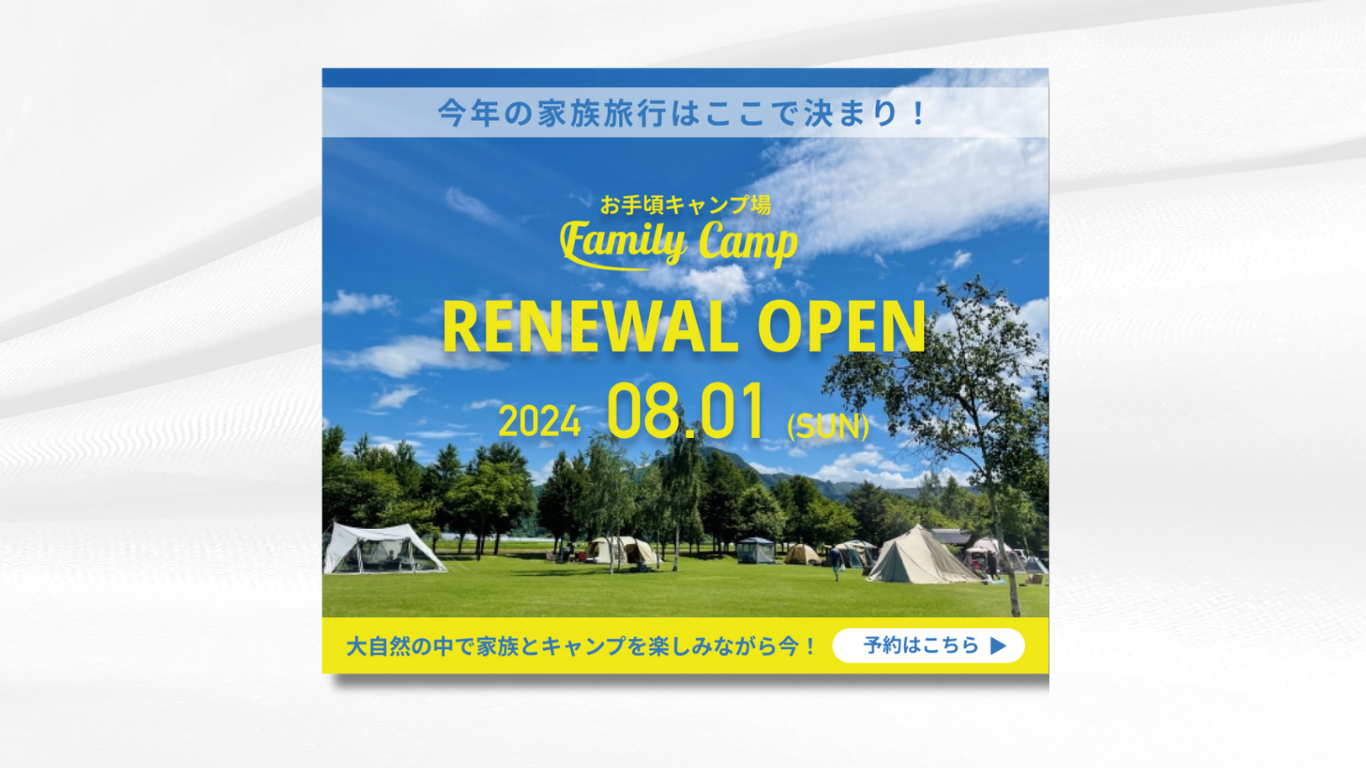 今年の家族旅行はここで決まり！
お手頃キャンプ場
Family Camp
RENEWAL OPEN
2024 08.01 (SUN)
大自然の中で家族とキャンプを楽しみながら今！
予約はこちら ▶